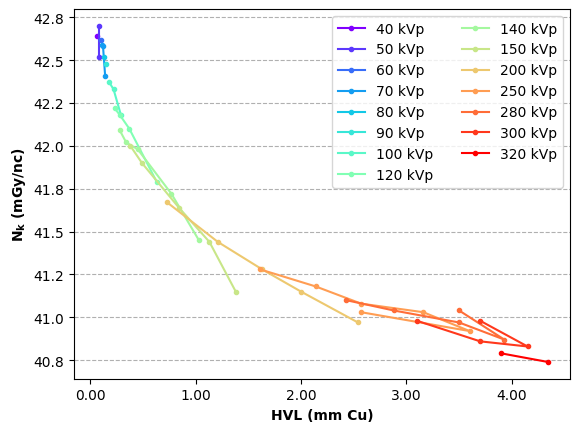 42.8
42.5
42.2
42.0
41.8
41.5
41.2
41.0
40.8
N_k (mGy/nc)
40 kVp
50 kVp
60 kVp
70 kVp
80 kVp
90 kVp
100 kVp
120 kVp
140 kVp
150 kVp
200 kVp
250 kVp
280 kVp
300 kVp
320 kVp
0.00 1.00 2.00 3.00 4.00
HVL (mm Cu)